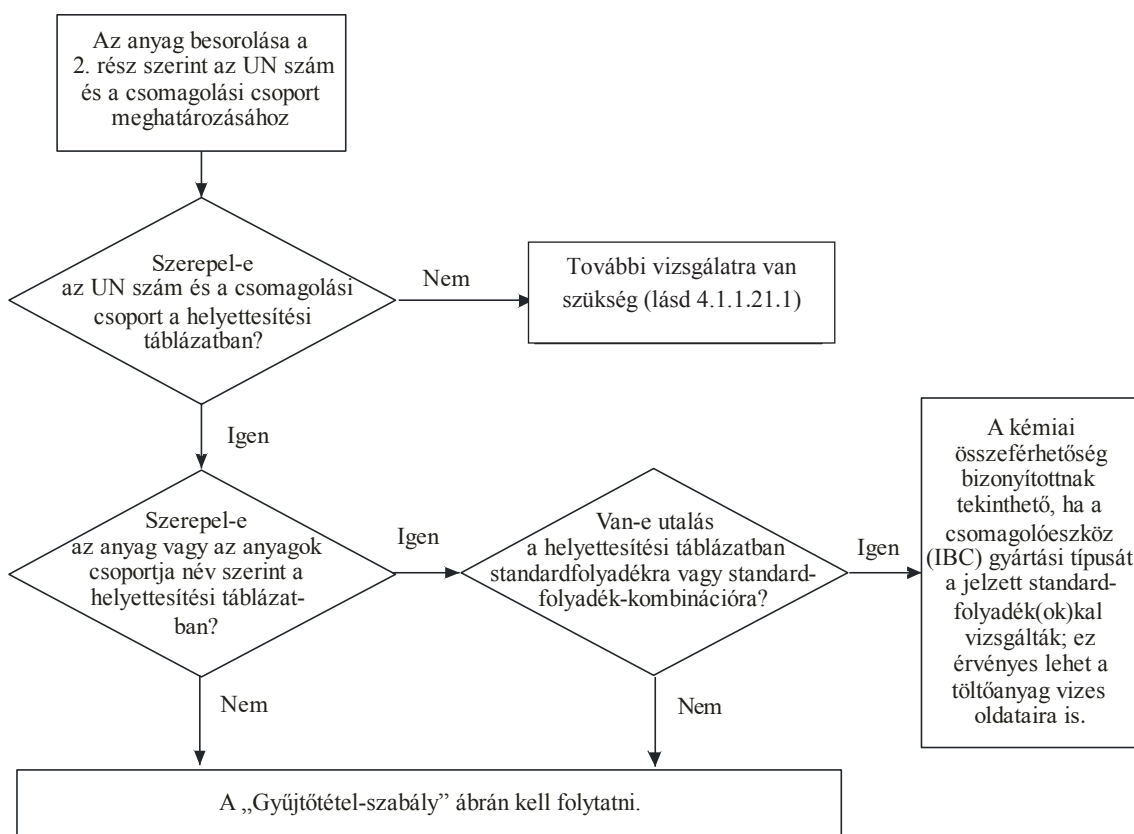 Az anyag besorolása a
2. rész szerint az UN szám
és a csomagolási csoport
meghatározásához
Szerepel-e
az UN szám és a csomagolási
csoport a helyettesítési
táblázatban?
Nem
További vizsgálatra van
szükség (lásd 4.1.1.21.1)
Igen
Szerepel-e
az anyag vagy az anyagok
csoportja név szerint a
helyettesítési táblázat-
ban?
Igen
Van-e utalás
a helyettesítési táblázatban
standardfolyadékra vagy standard-
folyadék-kombinációra?
Igen
A kémiai
összeférhetőség
bizonyítottnak
tekinthető, ha a
csomagolóeszköz
(IBC) gyártási típusát
a jelzett standard-
folyadék(ok)kal
vizsgálták; ez
érvényes lehet a
töltőanyag vizes
oldataira is.
Nem
Nem
A „Gyűjtőtétel-szabály” ábrán kell folytatni.